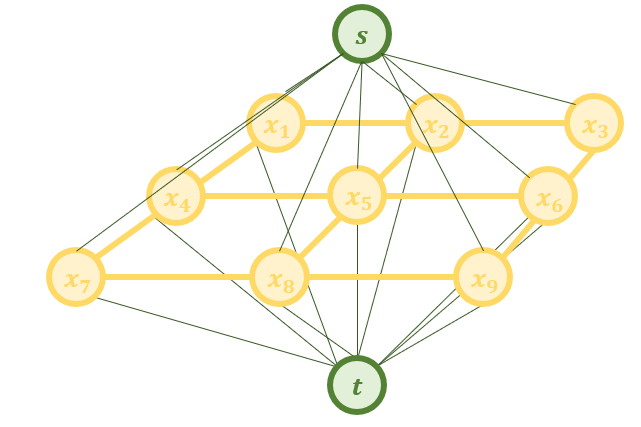 s
x₁ x₂ x₃
x₄ x₅ x₆
x₇ x₈ x₉
t